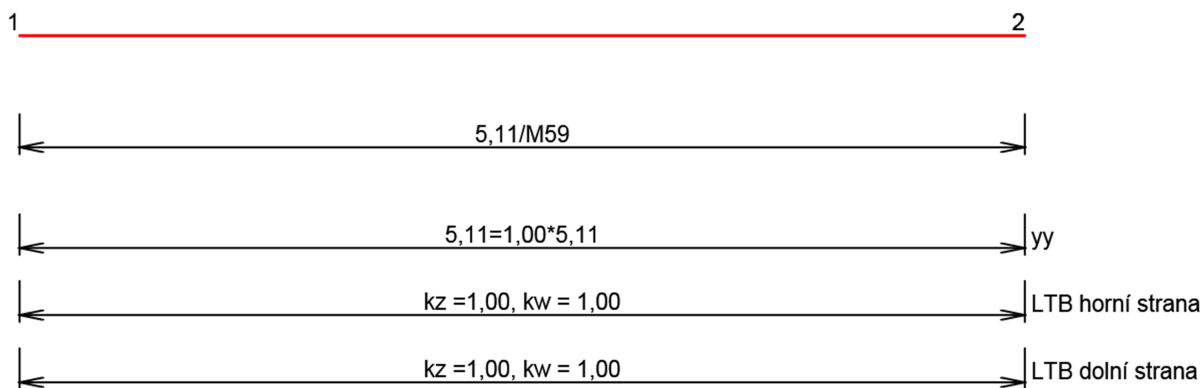 1 2
5,11/M59
5,11=1,00*5,11 yy
kz =1,00, kw = 1,00 LTB horní strana
kz =1,00, kw = 1,00 LTB dolní strana